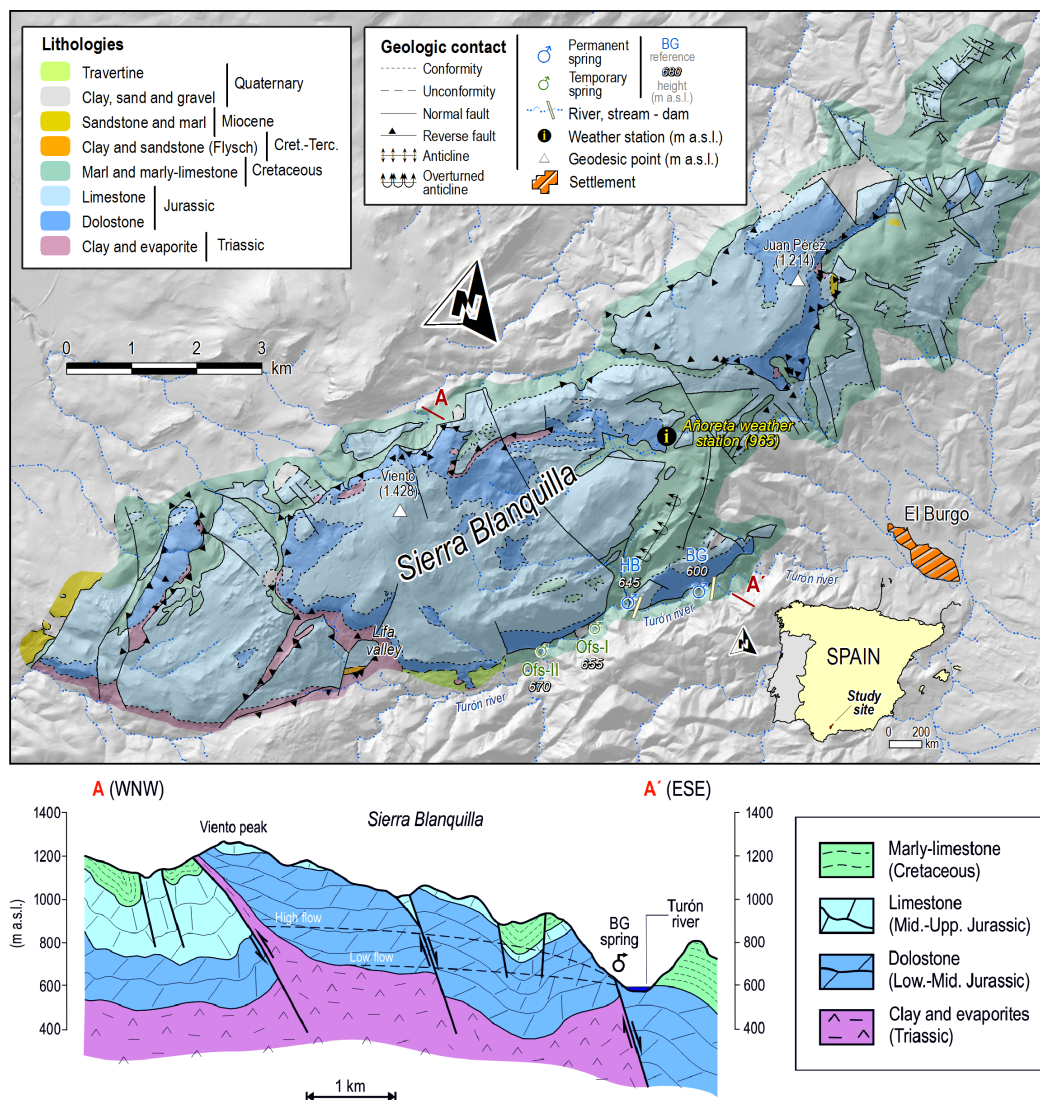 Lithologies
Travertine
Clay, sand and gravel
Quaternary
Sandstone and marl
Miocene
Clay and sandstone (Flysch)
Cret.-Terc.
Marl and marly-limestone
Cretaceous
Limestone
Dolostone
Jurassic
Clay and evaporite
Triassic
Geologic contact
Conformity
Unconformity
Normal fault
Reverse fault
Anticline
Overturned
anticline
Permanent
spring
Temporary
spring
BG
reference
680
height
(m a.s.l.)
River, stream - dam
i
Weather station (m a.s.l.)
Geodesic point (m a.s.l.)
Settlement
N
0 1 2 3
km
Juan Pérez
(1.214)
A
i
Añoreta weather
station (965)
Viento
(1.428)
Sierra Blanquilla
El Burgo
HB
645
BG
600
A´
Turón river
Turón river
Lifa
valley
Ofs-I
655
Ofs-II
670
Turón river
SPAIN
Study
site
0 200
km
A (WNW)
A´ (ESE)
Sierra Blanquilla
Viento peak
1400
1200
1000
800
600
400
(m a.s.l.)
High flow
Low flow
BG
spring
Turón
river
1400
1200
1000
800
600
400
(m a.s.l.)
1 km
Marly-limestone
(Cretaceous)
Limestone
(Mid.-Upp. Jurassic)
Dolostone
(Low.-Mid. Jurassic)
Clay and evaporites
(Triassic)